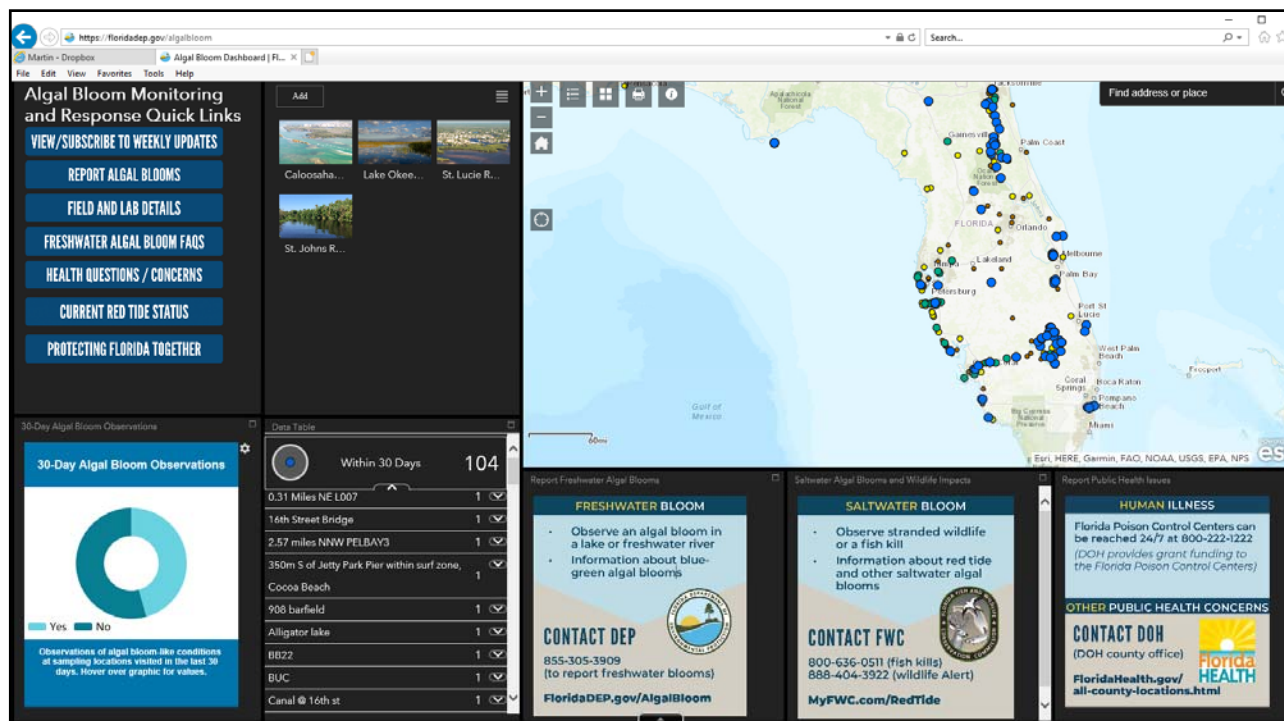 https://floridadep.gov/algalbloom
Search...
Martin - Dropbox
Algal Bloom Dashboard | Fl...
File Edit View Favorites Tools Help
Algal Bloom Monitoring
and Response Quick Links
VIEW/SUBSCRIBE TO WEEKLY UPDATES
REPORT ALGAL BLOOMS
FIELD AND LAB DETAILS
FRESHWATER ALGAL BLOOM FAQS
HEALTH QUESTIONS / CONCERNS
CURRENT RED TIDE STATUS
PROTECTING FLORIDA TOGETHER
Add
Caloosaha...
Lake Okee...
St. Lucie R...
St. Johns R...
Find address or place
Apalachicola
National
Forest
Gainesville
Palm Coast
Ocala
National
Forest
FLORIDA
Orlando
Melbourne
Lakeland
Palm Bay
Petersburg
Port St
Lucie
West Palm
Beach
Coral
Springs
Boca Raton
Pompano
Beach
Freeport
Gulf of
Mexico
Big Cypress
National
Preserve
Miami
60mi
Esri, HERE, Garmin, FAO, NOAA, USGS, EPA, NPS
esri
30-Day Algal Bloom Observations
30-Day Algal Bloom Observations
Yes No
Observations of algal bloom-like conditions
at sampling locations visited in the last 30
days. Hover over graphic for values.
Data Table
Within 30 Days 104
0.31 Miles NE L007 1
16th Street Bridge 1
2.57 miles NNW PELBAY3 1
350m S of Jetty Park Pier within surf zone,
Cocoa Beach 1
908 barfield 1
Alligator lake 1
BB22 1
BUC 1
Canal @ 16th st 1
Report Freshwater Algal Blooms
FRESHWATER BLOOM
• Observe an algal bloom in
a lake or freshwater river
• Information about blue-
green algal blooms
CONTACT DEP
855-305-3909
(to report freshwater blooms)
FloridaDEP.gov/AlgalBloom
Saltwater Algal Blooms and Wildlife Impacts
SALTWATER BLOOM
• Observe stranded wildlife
or a fish kill
• Information about red tide
and other saltwater algal
blooms
CONTACT FWC
800-636-0511 (fish kills)
888-404-3922 (wildlife Alert)
MyFWC.com/RedTide
Report Public Health Issues
HUMAN ILLNESS
Florida Poison Control Centers can
be reached 24/7 at 800-222-1222
(DOH provides grant funding to
the Florida Poison Control Centers)
OTHER PUBLIC HEALTH CONCERNS
CONTACT DOH
(DOH county office)
FloridaHealth.gov/
all-county-locations.html
Florida
HEALTH